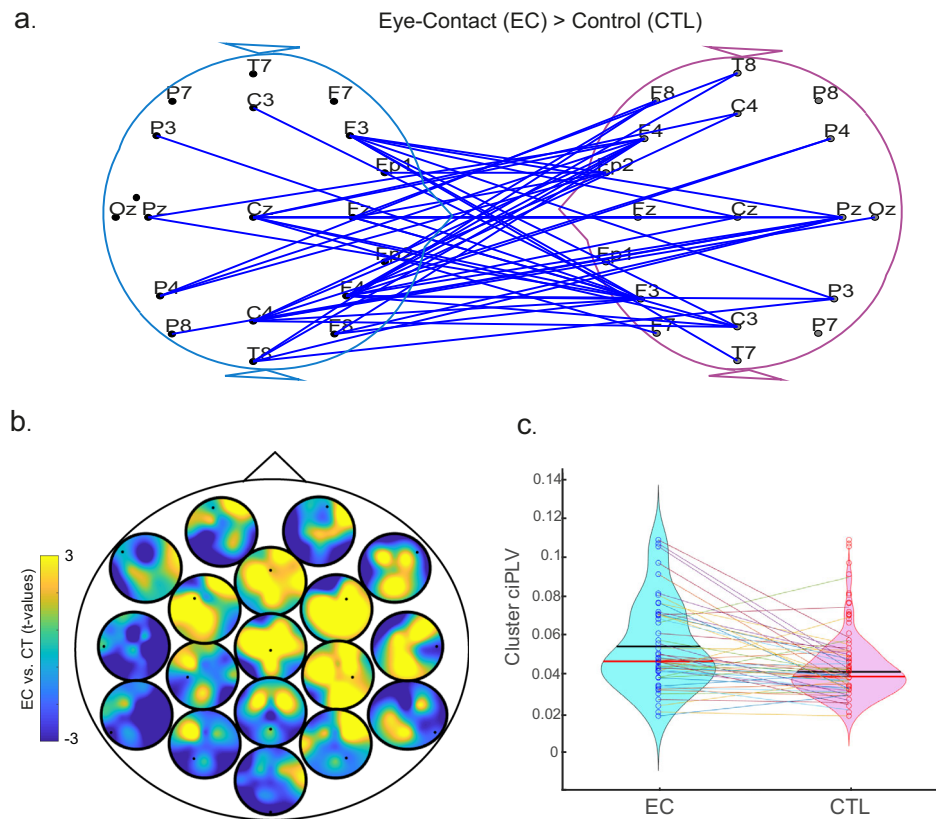 a.
Eye-Contact (EC) > Control (CTL)
T7 T8
P7 F7 F8 P8
C3 C4
P3 F3 F4 P4
Fp1 Fp2
Oz Pz Cz Fz Fz Cz Pz Oz
Fp1
P4 F4 F3 P3
C4 C3
P8 F8 F7 P7
T8 T7
b.
c.
3
EC vs. CT (t-values)
-3
0.14
0.12
0.1
0.08
0.06
0.04
0.02
0
Cluster ciPLV
EC CTL